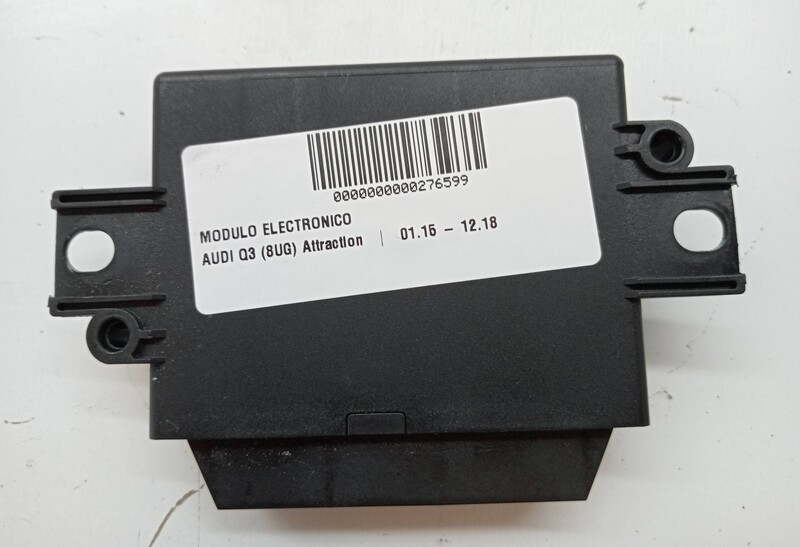 0000000000276599
MODULO ELECTRONICO
AUDI Q3 (8UG) Attraction | 01.15 – 12.18